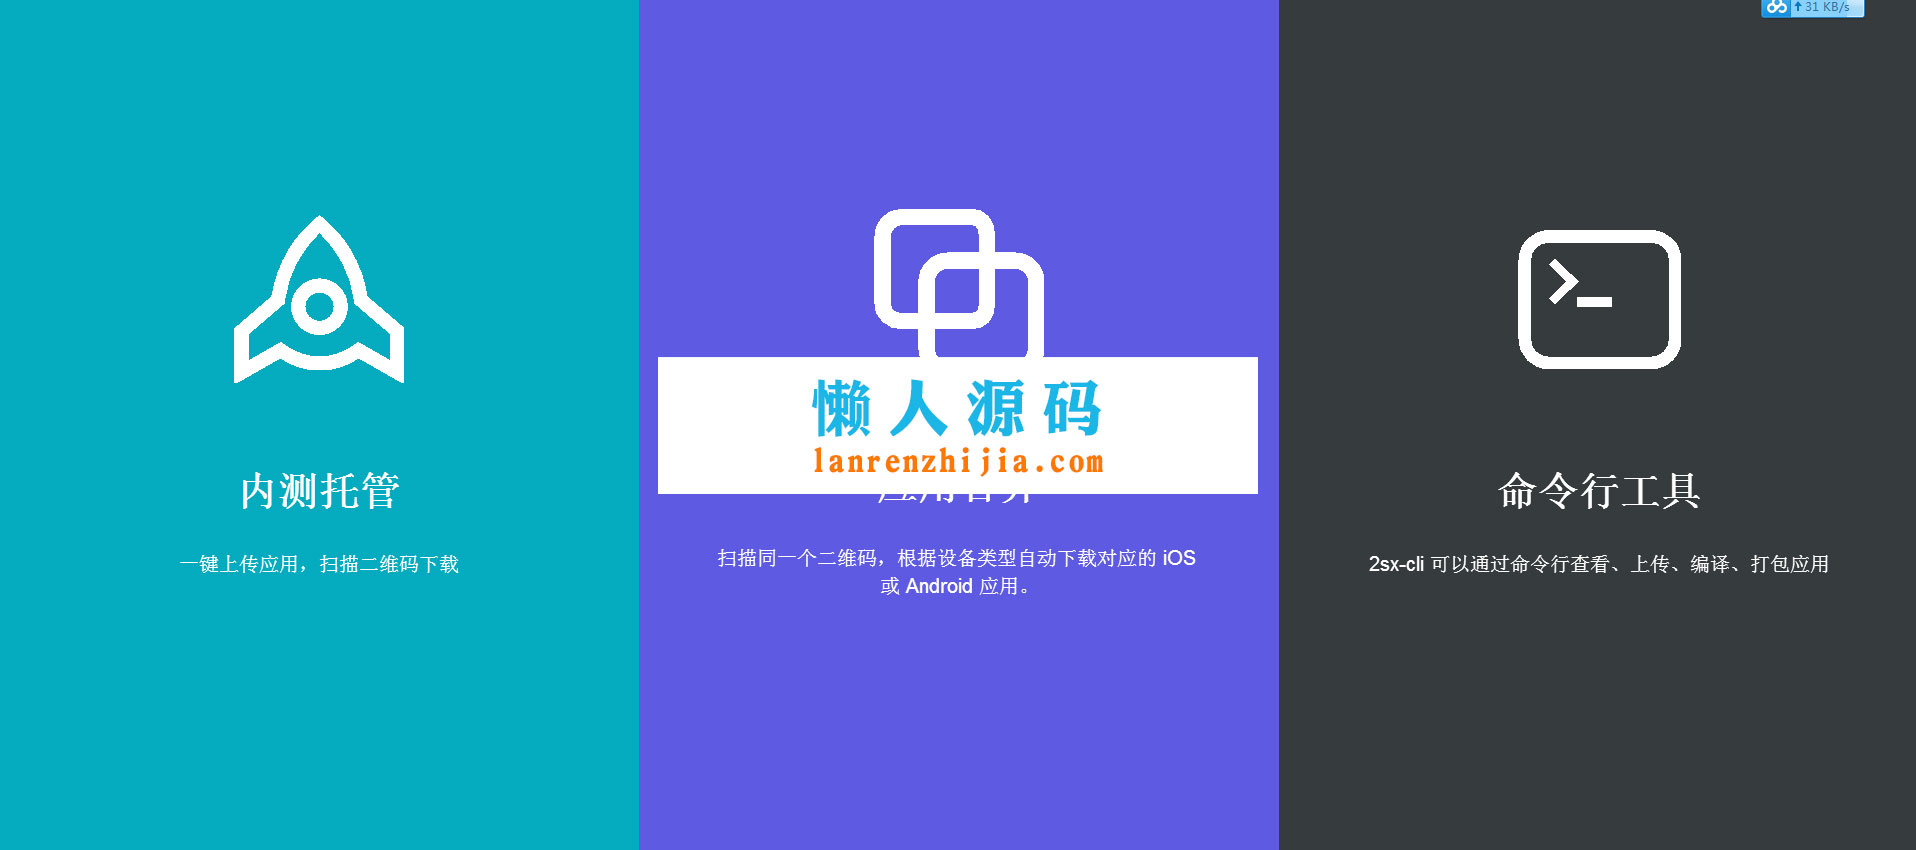 31 KB/s
内测托管
一键上传应用，扫描二维码下载
懒人源码
lanrenzhijia.com
扫描同一个二维码，根据设备类型自动下载对应的 iOS
或 Android 应用。
命令行工具
2sx-cli 可以通过命令行查看、上传、编译、打包应用